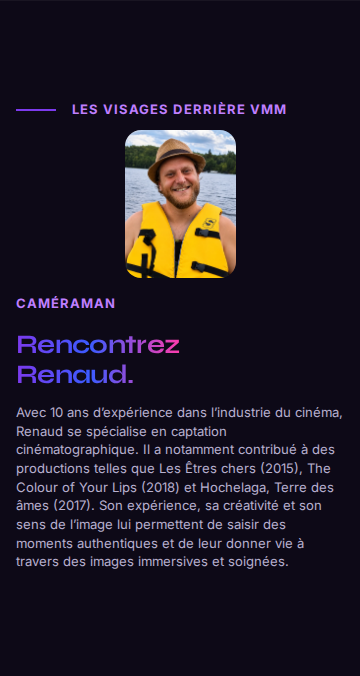 LES VISAGES DERRIÈRE VMM
CAMÉRAMAN
Rencontrez
Renaud.
Avec 10 ans d’expérience dans l’industrie du cinéma,
Renaud se spécialise en captation
cinématographique. Il a notamment contribué à des
productions telles que Les Êtres chers (2015), The
Colour of Your Lips (2018) et Hochelaga, Terre des
âmes (2017). Son expérience, sa créativité et son
sens de l’image lui permettent de saisir des
moments authentiques et de leur donner vie à
travers des images immersives et soignées.